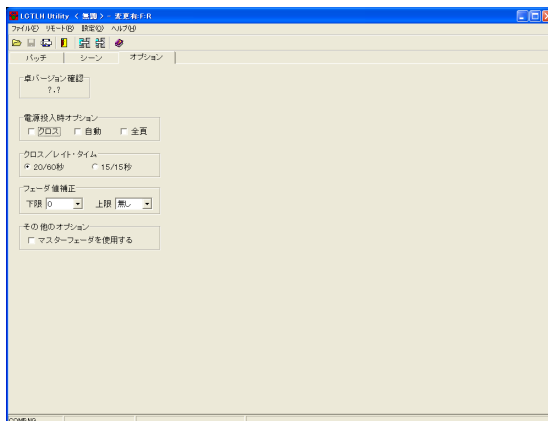 LCTLH Utility < 無題 > - 変更有:F:R
ファイル(F) リモート(R) 設定(O) ヘルプ(H)
パッチ シーン オプション
卓バージョン確認
?.?
電源投入時オプション
クロス 自動 全頁
クロス/レイト・タイム
20/60秒 15/15秒
フェーダ値補正
下限 0 上限 無し
その他のオプション
マスターフェーダを使用する